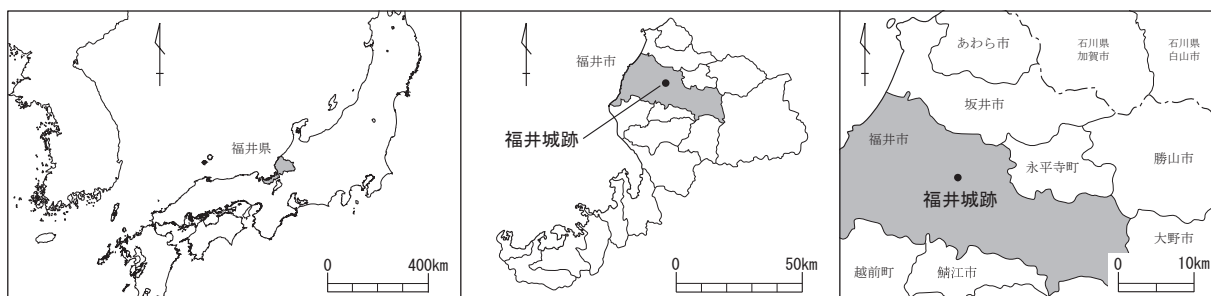 福井県
0
400km
福井市
福井城跡
0
50km
あわら市
石川県
加賀市
石川県
白山市
坂井市
福井市
永平寺町
勝山市
福井城跡
大野市
越前町
鯖江市
0
10km